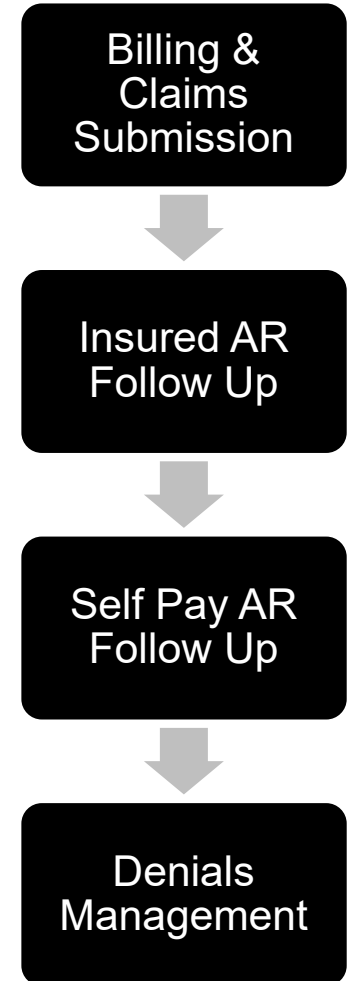 Billing &
Claims
Submission
Insured AR
Follow Up
Self Pay AR
Follow Up
Denials
Management